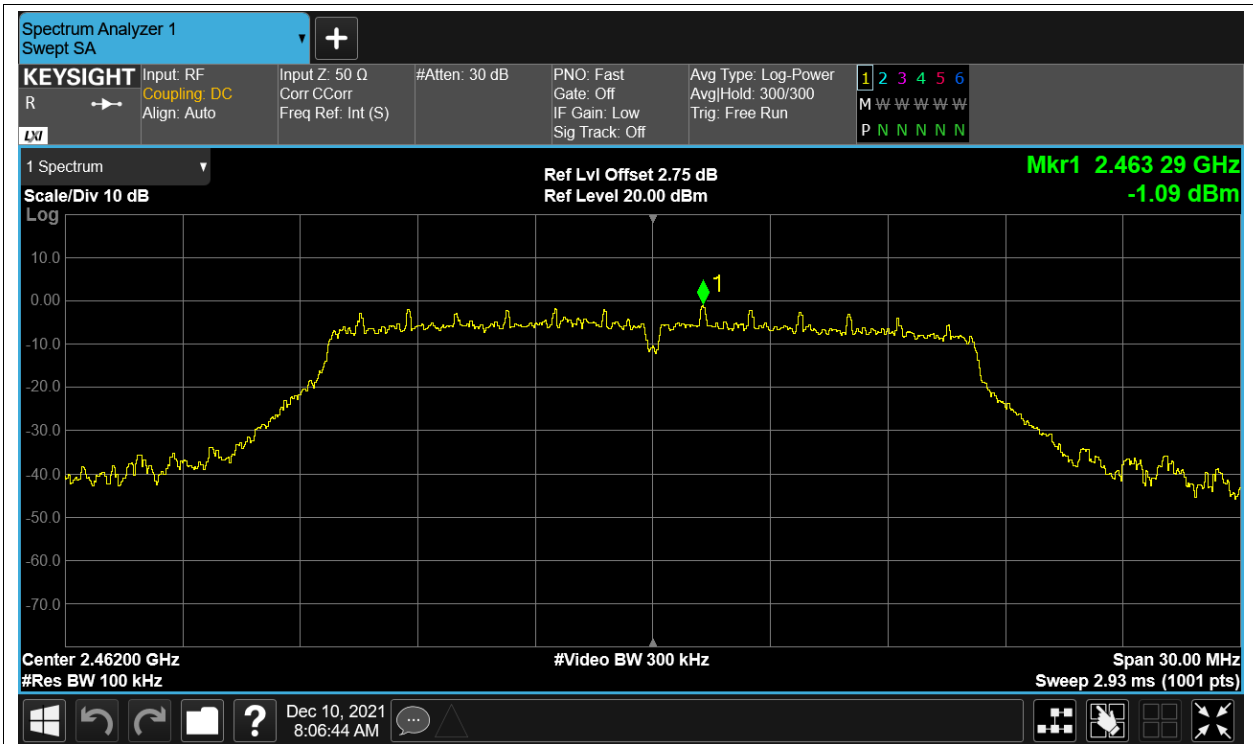 Spectrum Analyzer 1
Swept SA
KEYSIGHT
R
LXI
Input: RF
Coupling: DC
Align: Auto
Input Z: 50 Ω
Corr CCorr
Freq Ref: Int (S)
#Atten: 30 dB
PNO: Fast
Gate: Off
IF Gain: Low
Sig Track: Off
Avg Type: Log-Power
Avg|Hold: 300/300
Trig: Free Run
1 2 3 4 5 6
M W W W W W
P N N N N N
1 Spectrum
Scale/Div 10 dB
Log
Ref Lvl Offset 2.75 dB
Ref Level 20.00 dBm
Mkr1 2.463 29 GHz
-1.09 dBm
10.0
0.00
-10.0
-20.0
-30.0
-40.0
-50.0
-60.0
-70.0
1
Center 2.46200 GHz
#Res BW 100 kHz
#Video BW 300 kHz
Span 30.00 MHz
Sweep 2.93 ms (1001 pts)
?
Dec 10, 2021
8:06:44 AM